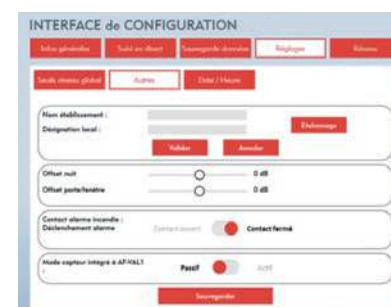 INTERFACE de CONFIGURATION
Infos générales Suivi en direct Sauvegarde données Réglages Réseau
Seuils niveau global Autres Date / Heure
Nom établissement :
Désignation local :
Etalonnage
Valider Annuler
Offset nuit 0 dB
Offset porte/fenêtre 0 dB
Contact alarme incendie :
Déclenchement alarme Contact ouvert Contact fermé
Mode capteur intégré à AF-VAL1
: Passif Actif
Sauvegarder